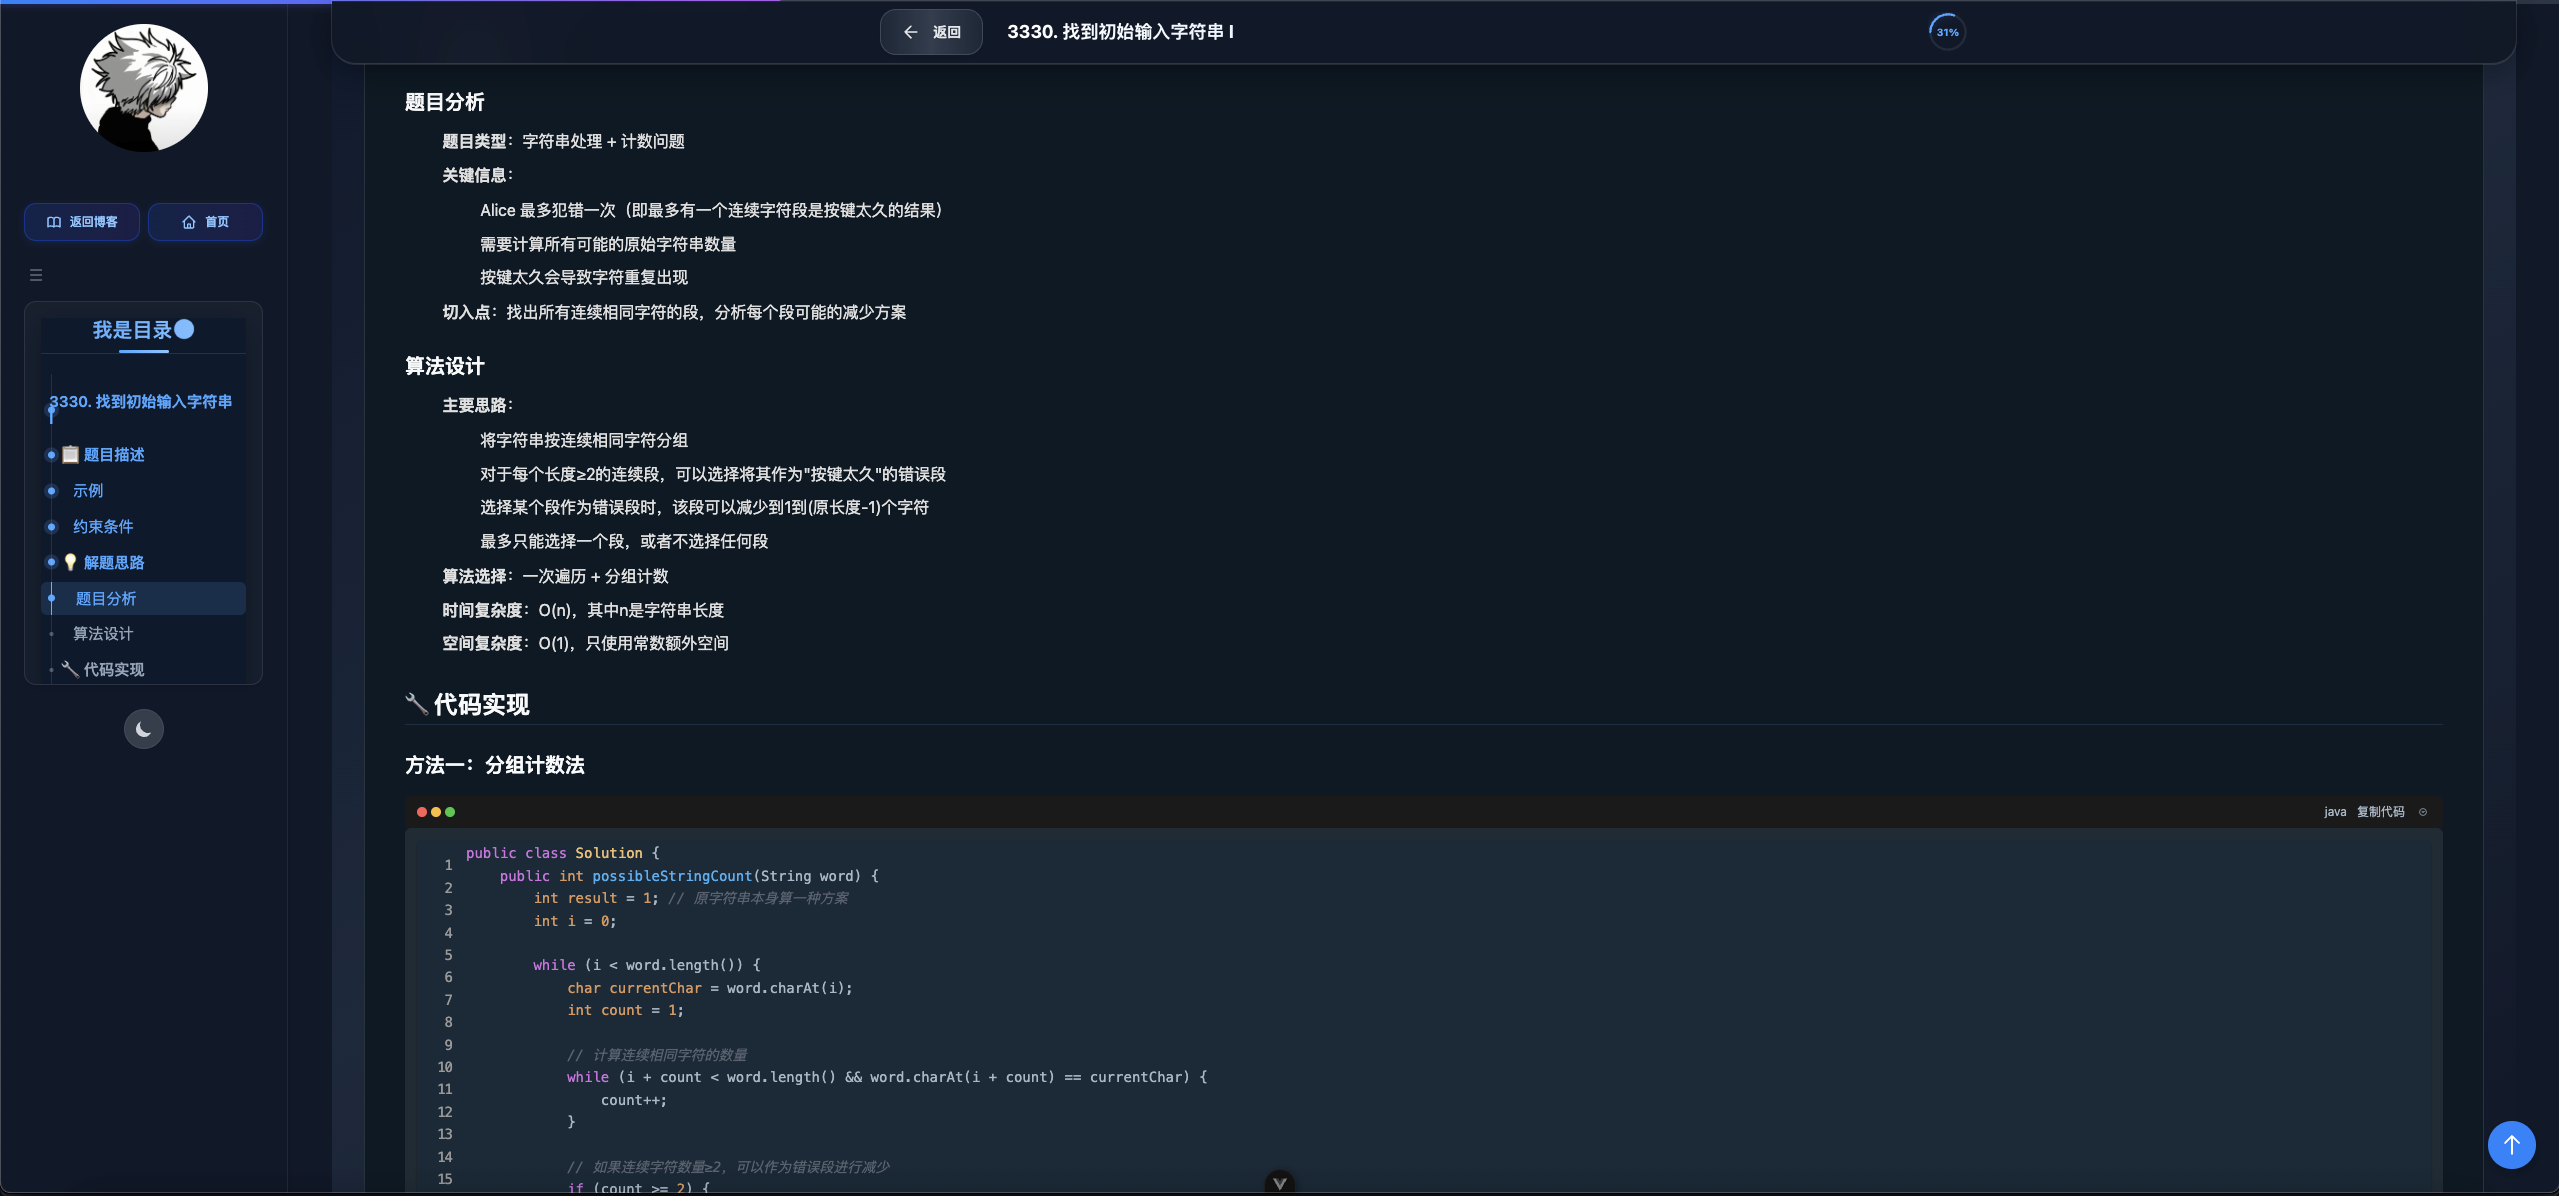 返回
3330. 找到初始输入字符串 I
31%
返回博客
首页
我是目录
3330. 找到初始输入字符串
📋 题目描述
示例
约束条件
💡 解题思路
题目分析
算法设计
🔧 代码实现
题目分析
题目类型：字符串处理 + 计数问题
关键信息：
Alice 最多犯错一次（即最多有一个连续字符段是按键太久的结果）
需要计算所有可能的原始字符串数量
按键太久会导致字符重复出现
切入点：找出所有连续相同字符的段，分析每个段可能的减少方案
算法设计
主要思路：
将字符串按连续相同字符分组
对于每个长度≥2的连续段，可以选择将其作为"按键太久"的错误段
选择某个段作为错误段时，该段可以减少到1到(原长度-1)个字符
最多只能选择一个段，或者不选择任何段
算法选择：一次遍历 + 分组计数
时间复杂度：O(n)，其中n是字符串长度
空间复杂度：O(1)，只使用常数额外空间
🔧 代码实现
方法一：分组计数法
java 复制代码
1 public class Solution {
2     public int possibleStringCount(String word) {
3         int result = 1; // 原字符串本身算一种方案
4         int i = 0;
5
6         while (i < word.length()) {
7             char currentChar = word.charAt(i);
8             int count = 1;
9
10             // 计算连续相同字符的数量
11             while (i + count < word.length() && word.charAt(i + count) == currentChar) {
12                 count++;
13             }
14
15             // 如果连续字符数量≥2，可以作为错误段进行减少
            if (count >= 2) {